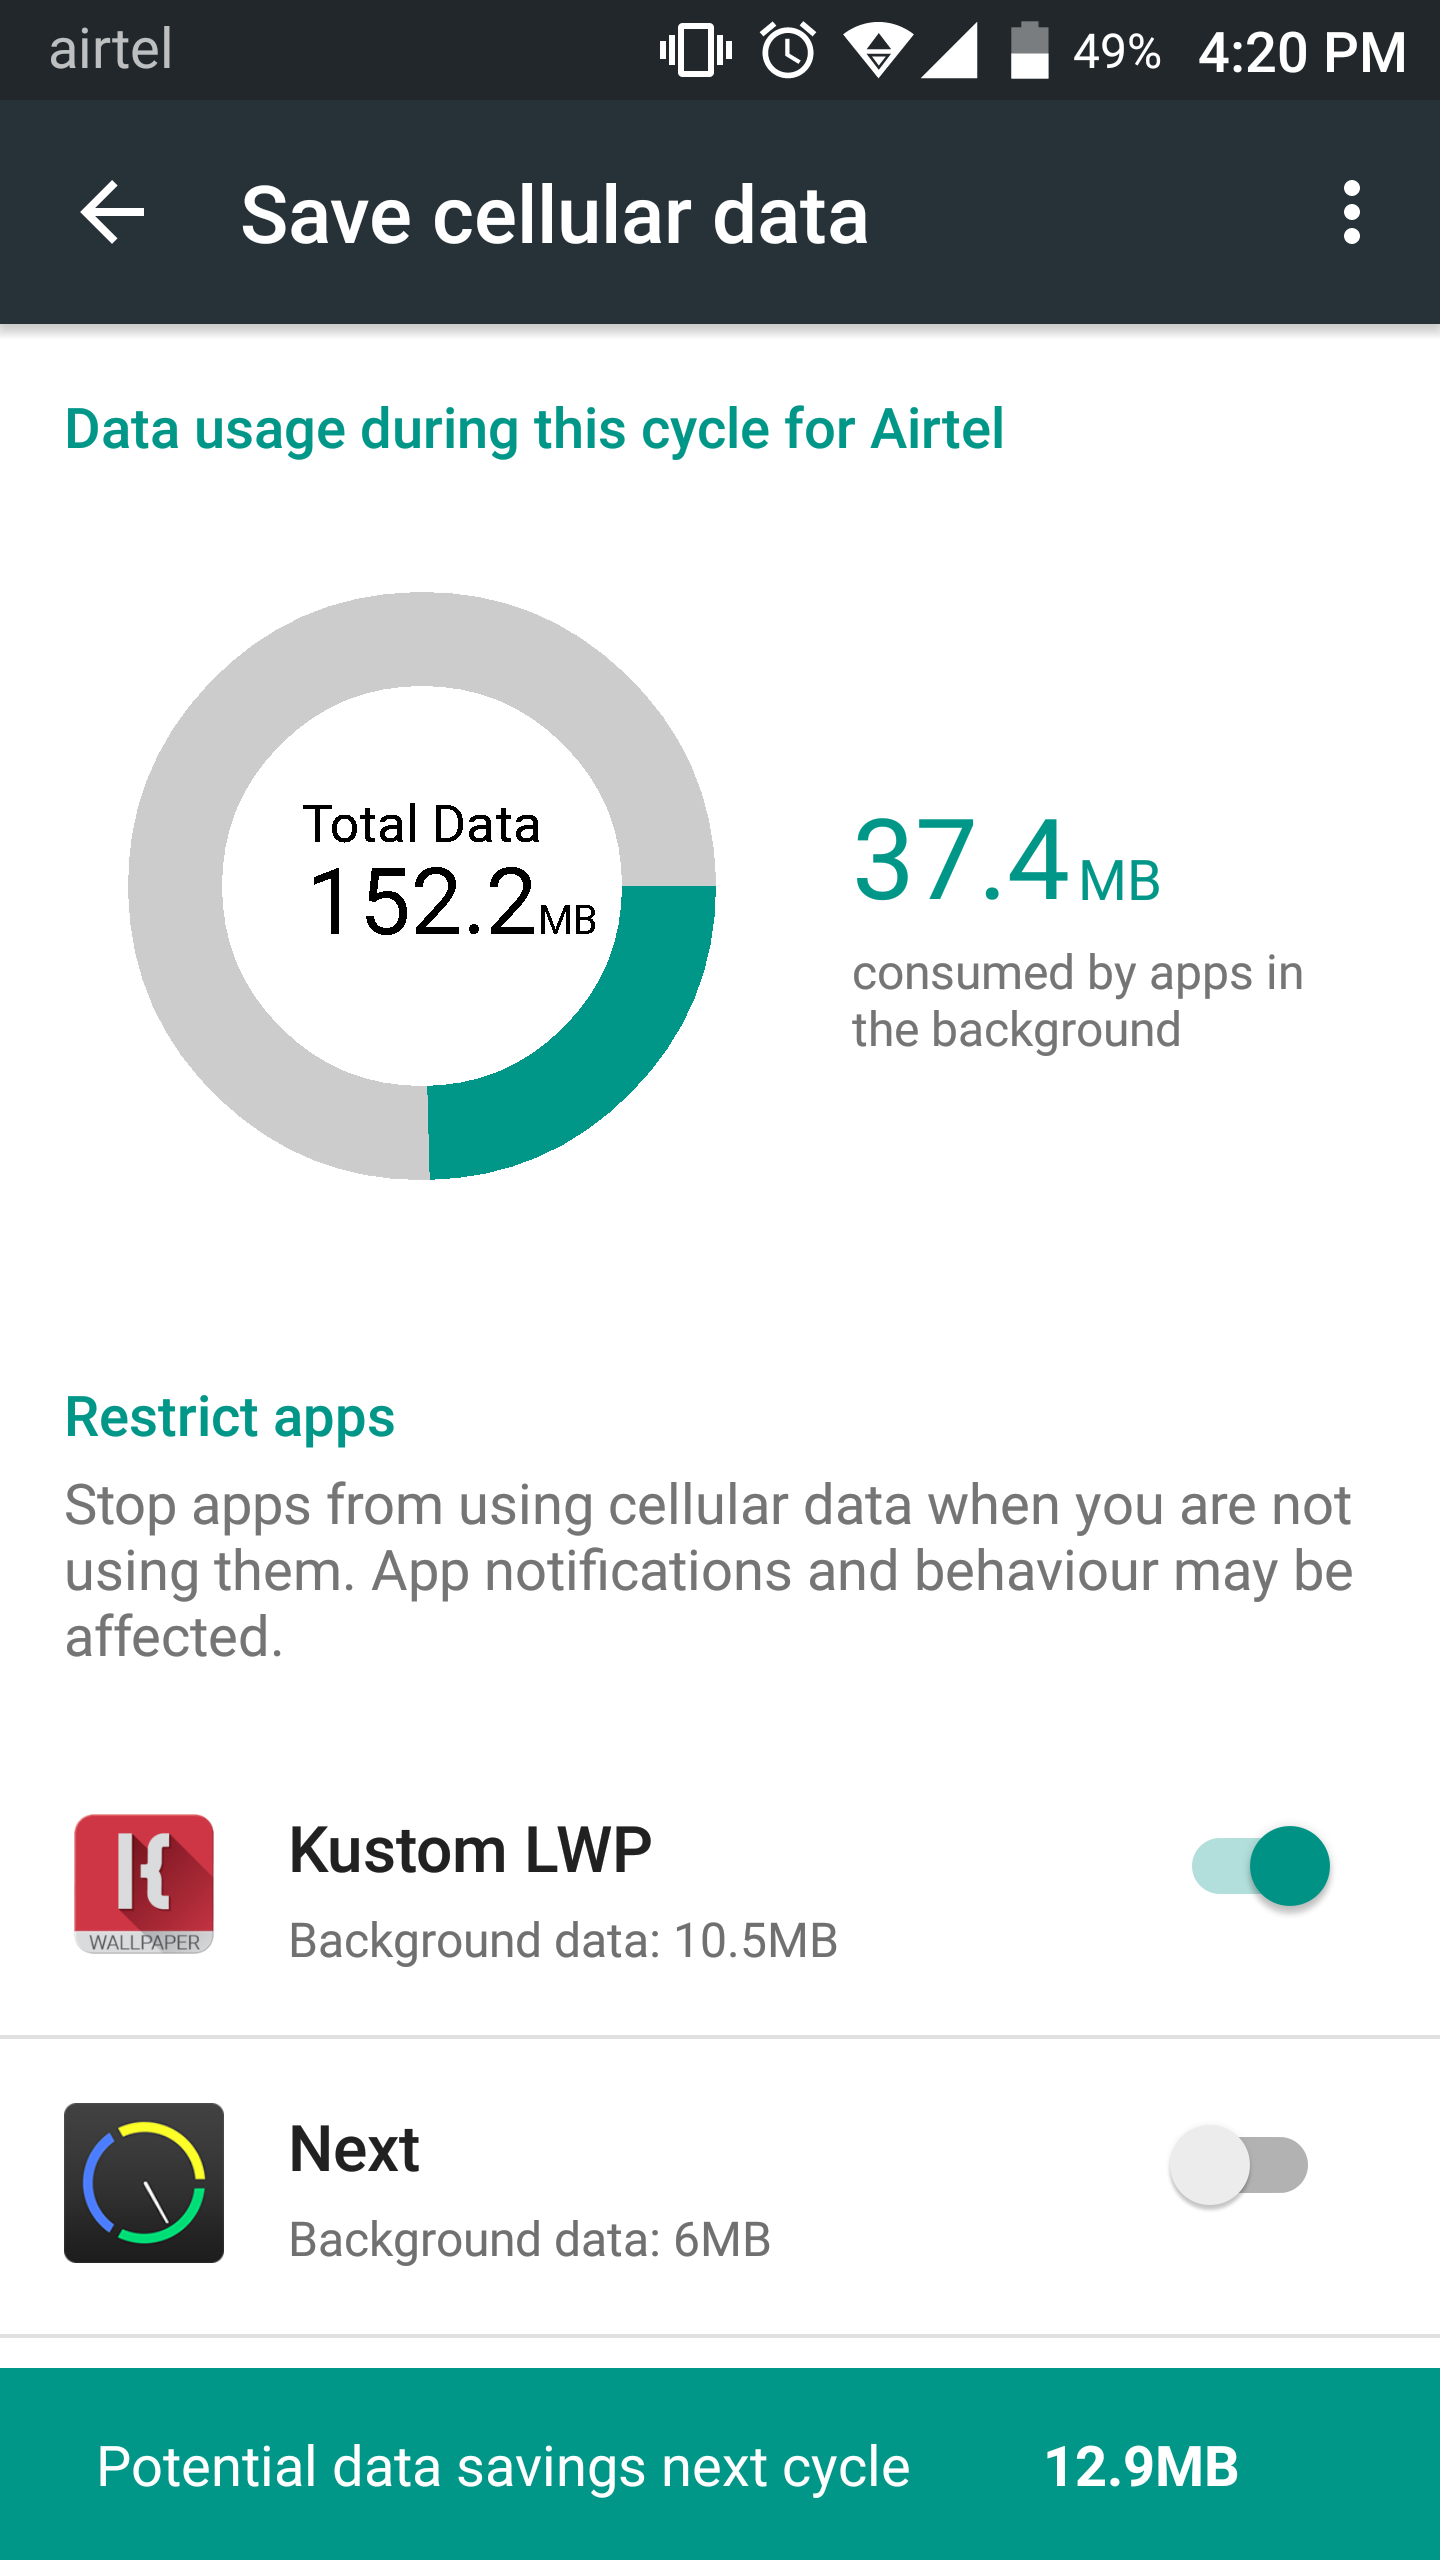 airtel
49% 4:20 PM
Save cellular data
Data usage during this cycle for Airtel
Total Data
152.2MB
37.4MB
consumed by apps in
the background
Restrict apps
Stop apps from using cellular data when you are not
using them. App notifications and behaviour may be
affected.
WALLPAPER
Kustom LWP
Background data: 10.5MB
Next
Background data: 6MB
Potential data savings next cycle 12.9MB